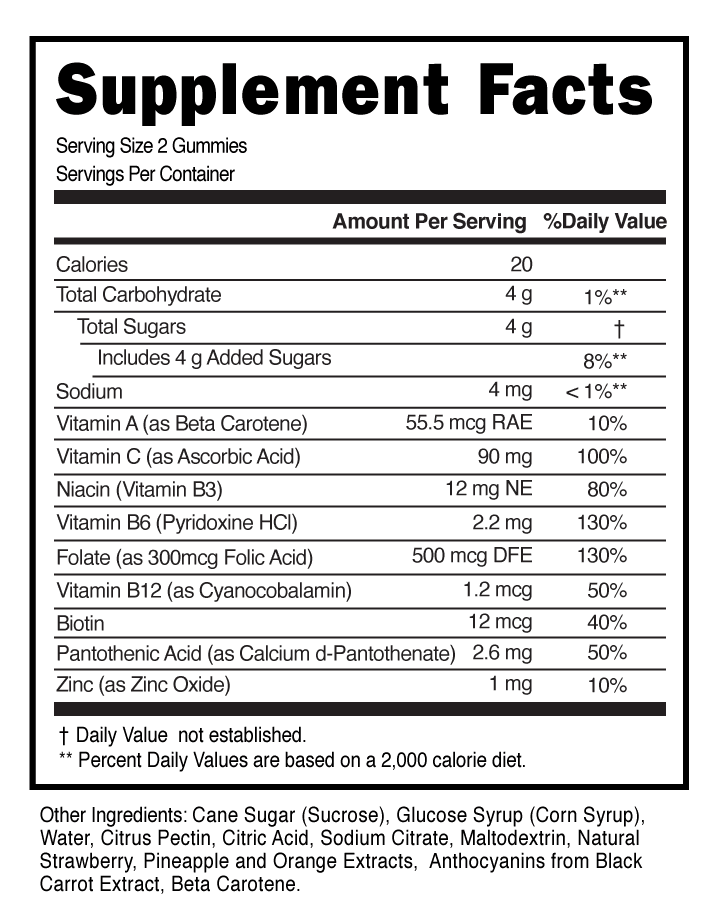 Supplement Facts
Serving Size 2 Gummies
Servings Per Container
Amount Per Serving %Daily Value
Calories 20
Total Carbohydrate 4 g 1%**
Total Sugars 4 g †
Includes 4 g Added Sugars 8%**
Sodium 4 mg < 1%**
Vitamin A (as Beta Carotene) 55.5 mcg RAE 10%
Vitamin C (as Ascorbic Acid) 90 mg 100%
Niacin (Vitamin B3) 12 mg NE 80%
Vitamin B6 (Pyridoxine HCl) 2.2 mg 130%
Folate (as 300mcg Folic Acid) 500 mcg DFE 130%
Vitamin B12 (as Cyanocobalamin) 1.2 mcg 50%
Biotin 12 mcg 40%
Pantothenic Acid (as Calcium d-Pantothenate) 2.6 mg 50%
Zinc (as Zinc Oxide) 1 mg 10%
† Daily Value not established.
** Percent Daily Values are based on a 2,000 calorie diet.
Other Ingredients: Cane Sugar (Sucrose), Glucose Syrup (Corn Syrup),
Water, Citrus Pectin, Citric Acid, Sodium Citrate, Maltodextrin, Natural
Strawberry, Pineapple and Orange Extracts, Anthocyanins from Black
Carrot Extract, Beta Carotene.